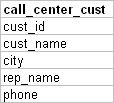 call_center_cust
cust_id
cust_name
city
rep_name
phone